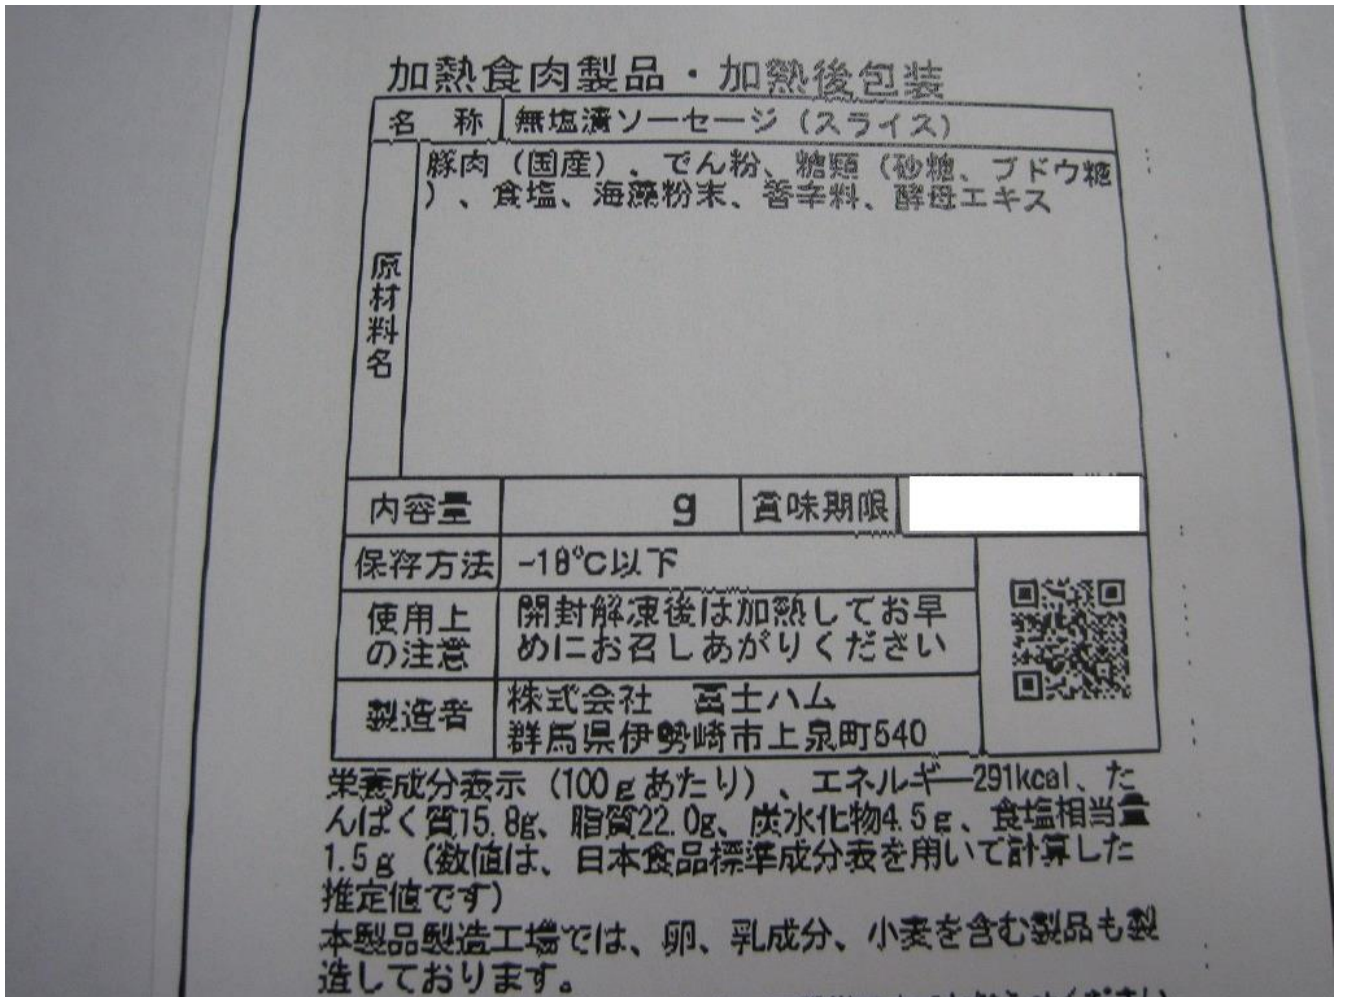 加熱食肉製品・加熱後包装
名 称 無塩漬ソーセージ（スライス）
原材料名
豚肉（国産）、でん粉、糖類（砂糖、ブドウ糖
）、食塩、海藻粉末、香辛料、酵母エキス
内容量 g 賞味期限
保存方法 -18℃以下
使用上の注意
開封解凍後は加熱してお早
めにお召しあがりください
製造者
株式会社 冨士ハム
群馬県伊勢崎市上泉町540
栄養成分表示（100gあたり）、エネルギー291kcal、た
んぱく質15.8g、脂質22.0g、炭水化物4.5g、食塩相当量
1.5g（数値は、日本食品標準成分表を用いて計算した
推定値です）
本製品製造工場では、卵、乳成分、小麦を含む製品も製
造しております。